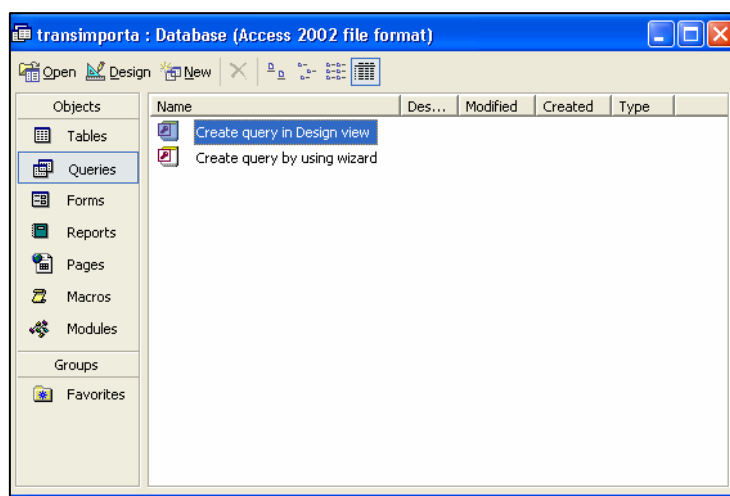 transimporta : Database (Access 2002 file format)
Open Design New
Objects
Tables
Queries
Forms
Reports
Pages
Macros
Modules
Groups
Favorites
Name Des... Modified Created Type
Create query in Design view
Create query by using wizard